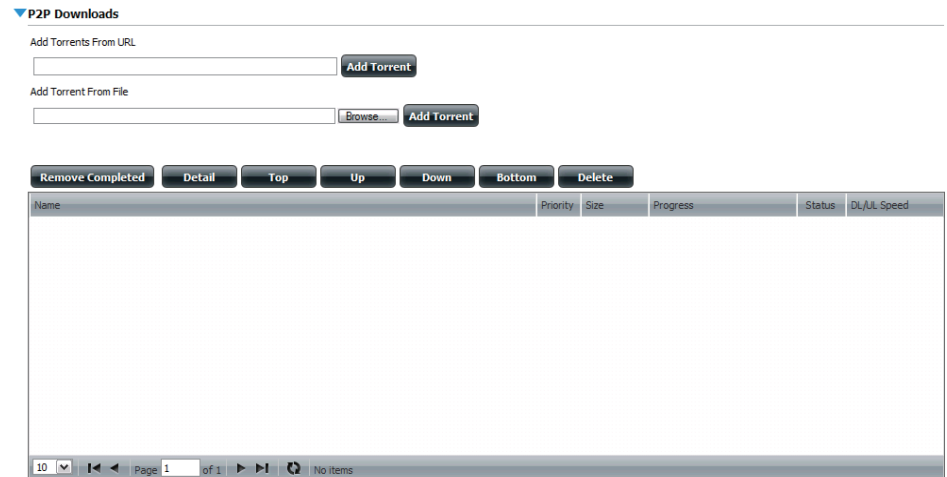 P2P Downloads
Add Torrents From URL
Add Torrent
Add Torrent From File
Browse... Add Torrent
Remove Completed Detail Top Up Down Bottom Delete
Name Priority Size Progress Status DL/UL Speed
10 Page 1 of 1 No items